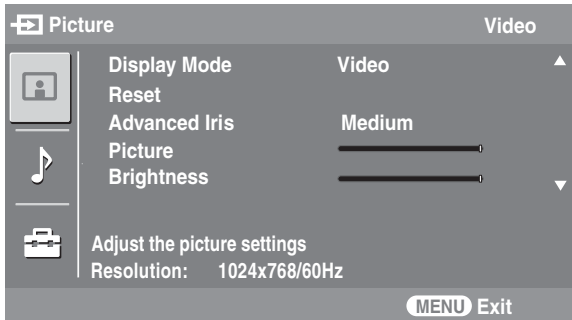 Picture Video
Display Mode Video
Reset
Advanced Iris Medium
Picture
Brightness
Adjust the picture settings
Resolution: 1024x768/60Hz
MENU Exit